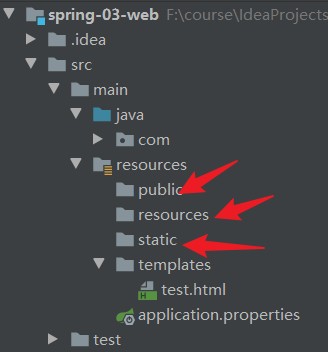 spring-03-web F:\course\IdeaProjects
.idea
src
main
java
com
resources
public
resources
static
templates
test.html
application.properties
test